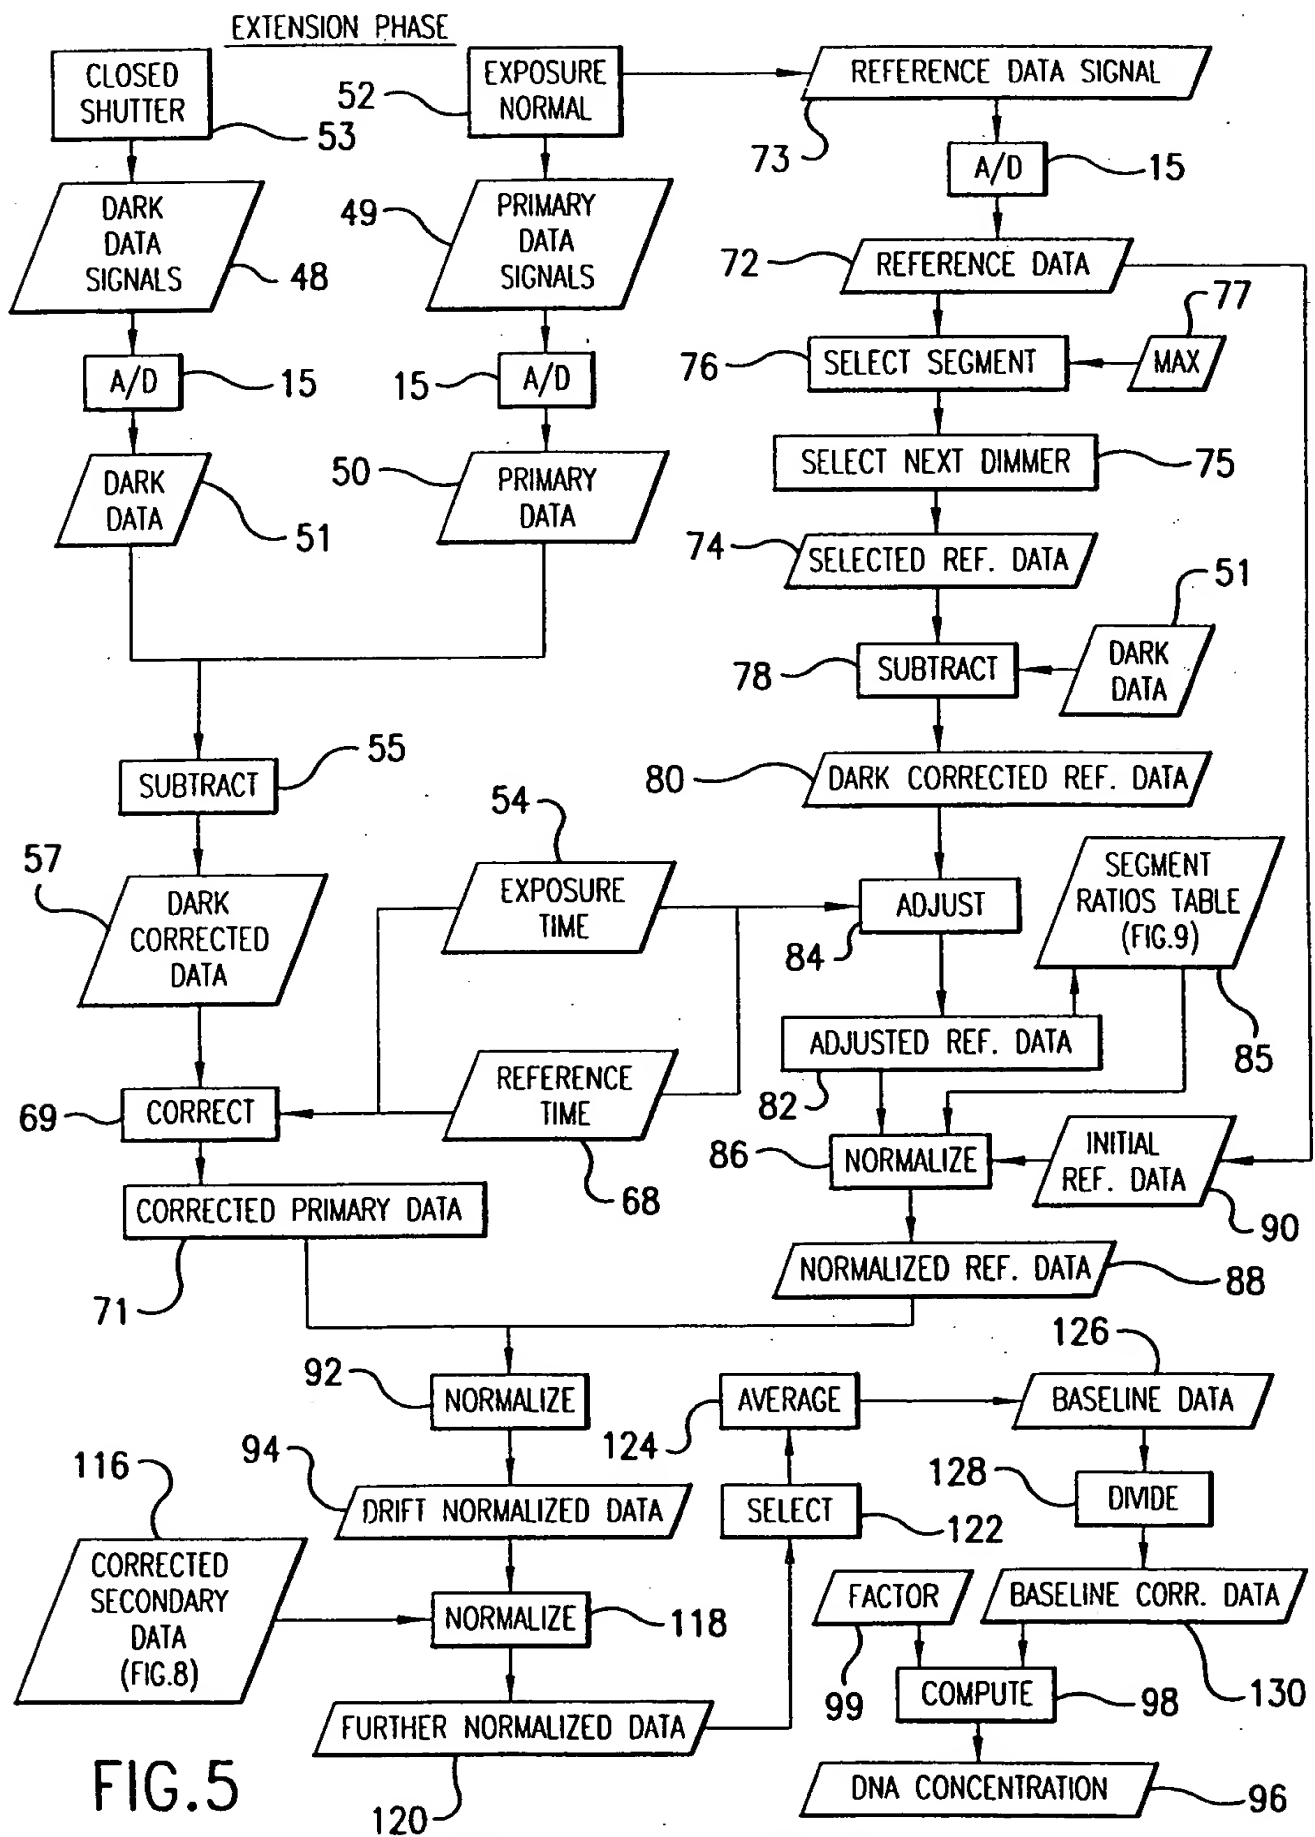 EXTENSION PHASE
CLOSED
SHUTTER
53
52
EXPOSURE
NORMAL
REFERENCE DATA SIGNAL
73
A/D
15
DARK
DATA
SIGNALS
48
49
PRIMARY
DATA
SIGNALS
72
REFERENCE DATA
77
MAX
76
SELECT SEGMENT
A/D
15
15
A/D
SELECT NEXT DIMMER
75
DARK
DATA
51
50
PRIMARY
DATA
74
SELECTED REF. DATA
51
DARK
DATA
78
SUBTRACT
55
SUBTRACT
80
DARK CORRECTED REF. DATA
54
EXPOSURE
TIME
57
DARK
CORRECTED
DATA
ADJUST
84
SEGMENT
RATIOS TABLE
(FIG.9)
85
ADJUSTED REF. DATA
82
REFERENCE
TIME
68
69
CORRECT
86
NORMALIZE
INITIAL
REF. DATA
90
CORRECTED PRIMARY DATA
71
NORMALIZED REF. DATA
88
92
NORMALIZE
AVERAGE
124
126
BASELINE DATA
94
DRIFT NORMALIZED DATA
SELECT
122
128
DIVIDE
116
CORRECTED
SECONDARY
DATA
(FIG.8)
NORMALIZE
118
FACTOR
99
BASELINE CORR. DATA
130
COMPUTE
98
FURTHER NORMALIZED DATA
120
DNA CONCENTRATION
96
FIG.5